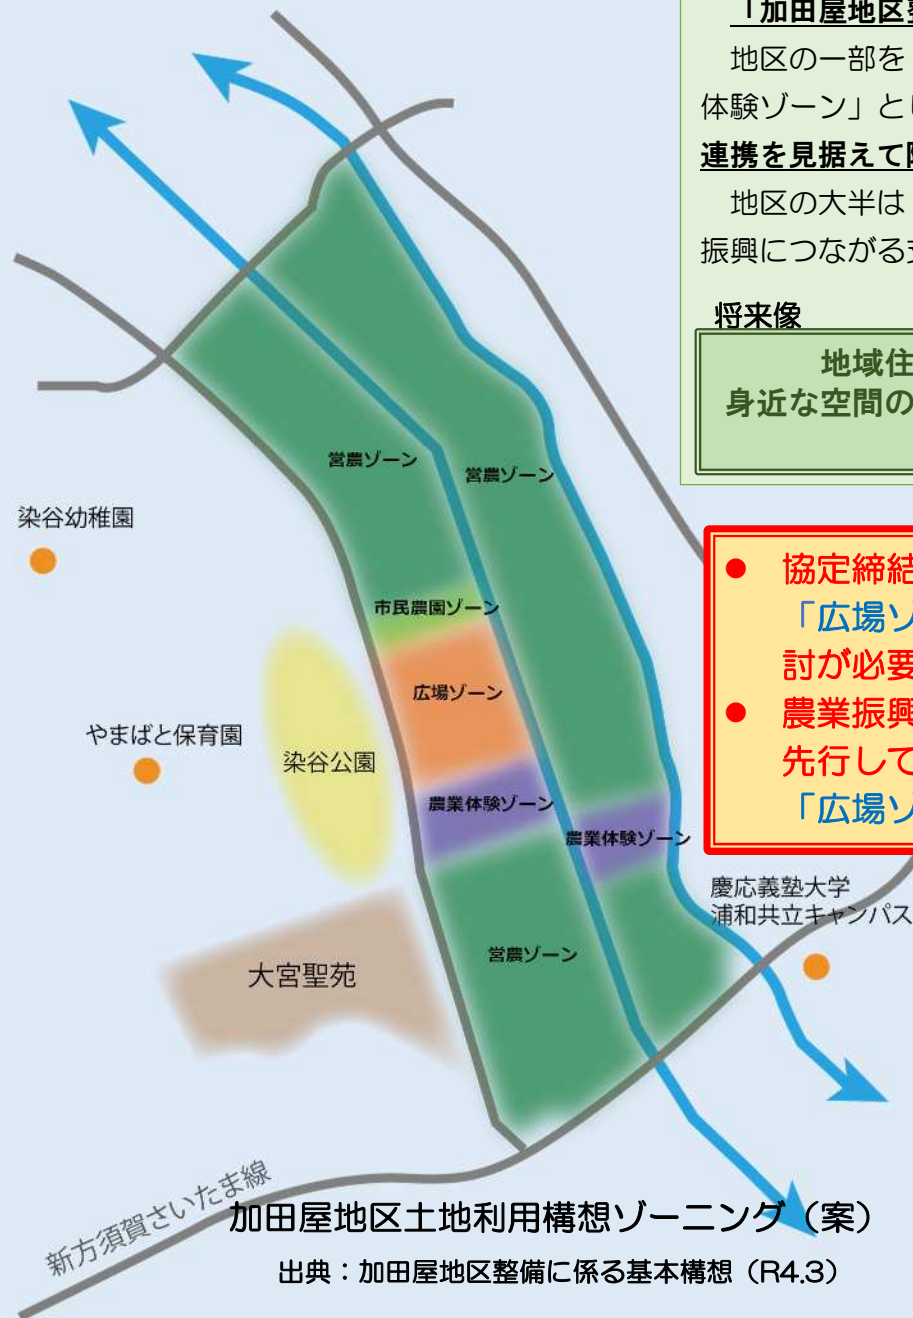 「加田屋地区
地区の一部を「
体験ゾーン」とし
連携を見据えて
地区の大半は「
振興につながる
将来像
地域住
身近な空間の
営農ゾーン
営農ゾーン
染谷幼稚園
● 協定締結
「広場ゾ
討が必要
● 農業振興
先行して
「広場ゾ
市民農園ゾーン
広場ゾーン
やまばと保育園
染谷公園
農業体験ゾーン
農業体験ゾーン
慶応義塾大学
浦和共立キャンパス
営農ゾーン
大宮聖苑
新方須賀さいたま線
加田屋地区土地利用構想ゾーニング（案）
出典：加田屋地区整備に係る基本構想（R4.3）